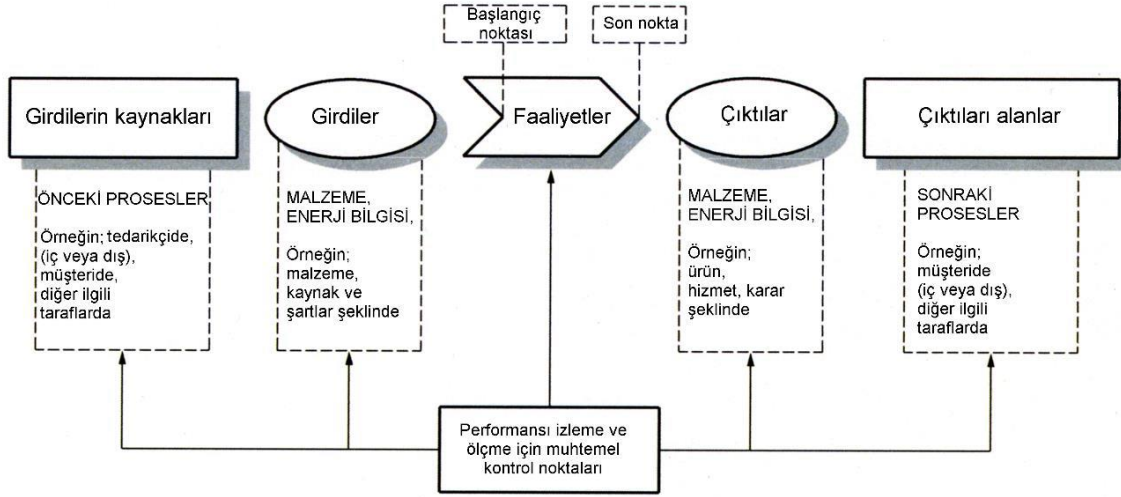 Başlangıç
noktası
Son nokta
Girdilerin kaynakları
Girdiler
Faaliyetler
Çıktılar
Çıktıları alanlar
ÖNCEKİ PROSESLER
Örneğin; tedarikçide,
(iç veya dış),
müşteride,
diğer ilgili
taraflarda
MALZEME,
ENERJİ BİLGİSİ,
Örneğin;
malzeme,
kaynak ve
şartlar şeklinde
MALZEME,
ENERJİ BİLGİSİ,
Örneğin;
ürün,
hizmet, karar
şeklinde
SONRAKİ
PROSESLER
Örneğin;
müşteride
(iç veya dış),
diğer ilgili
taraflarda
Performansı izleme ve
ölçme için muhtemel
kontrol noktaları